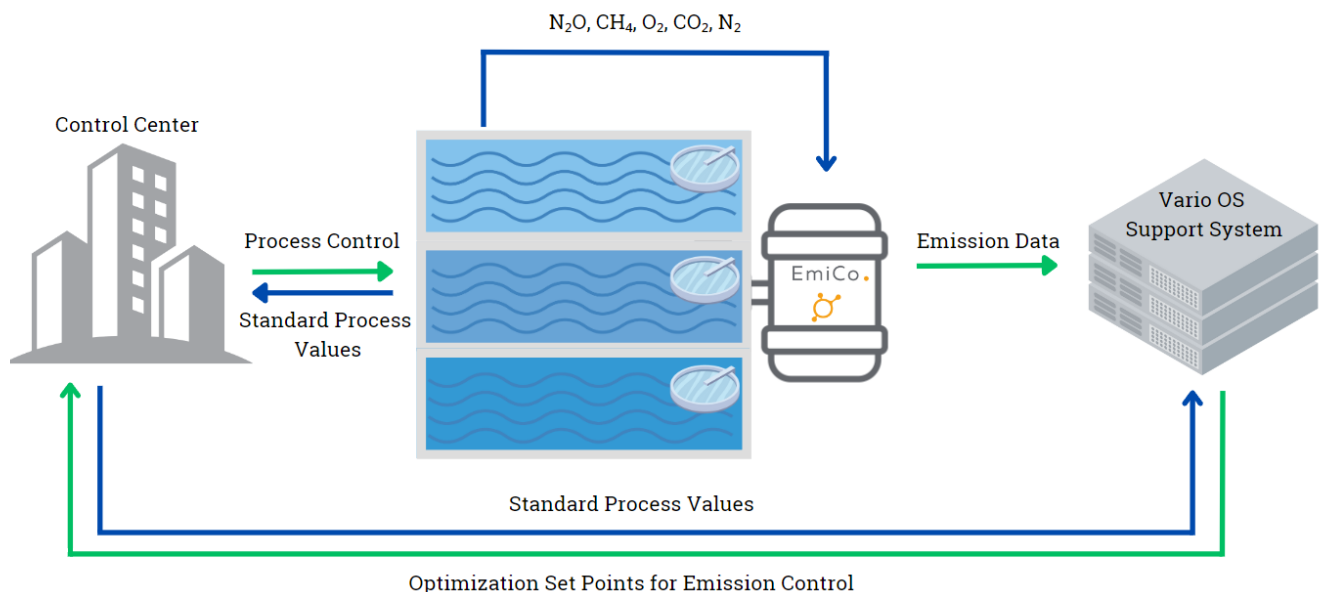 N₂O, CH₄, O₂, CO₂, N₂
Control Center
Process Control
Standard Process
Values
EmiCo.
Emission Data
Vario OS
Support System
Standard Process Values
Optimization Set Points for Emission Control